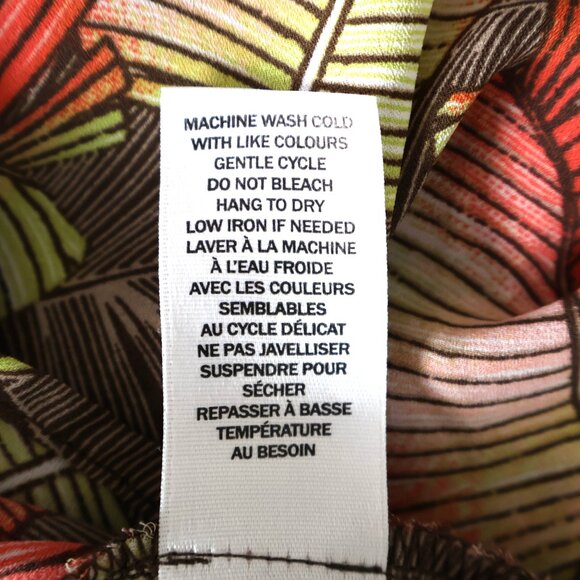 MACHINE WASH COLD
WITH LIKE COLOURS
GENTLE CYCLE
DO NOT BLEACH
HANG TO DRY
LOW IRON IF NEEDED
LAVER À LA MACHINE
À L'EAU FROIDE
AVEC LES COULEURS
SEMBLABLES
AU CYCLE DÉLICAT
NE PAS JAVELLISER
SUSPENDRE POUR
SÉCHER
REPASSER À BASSE
TEMPÉRATURE
AU BESOIN